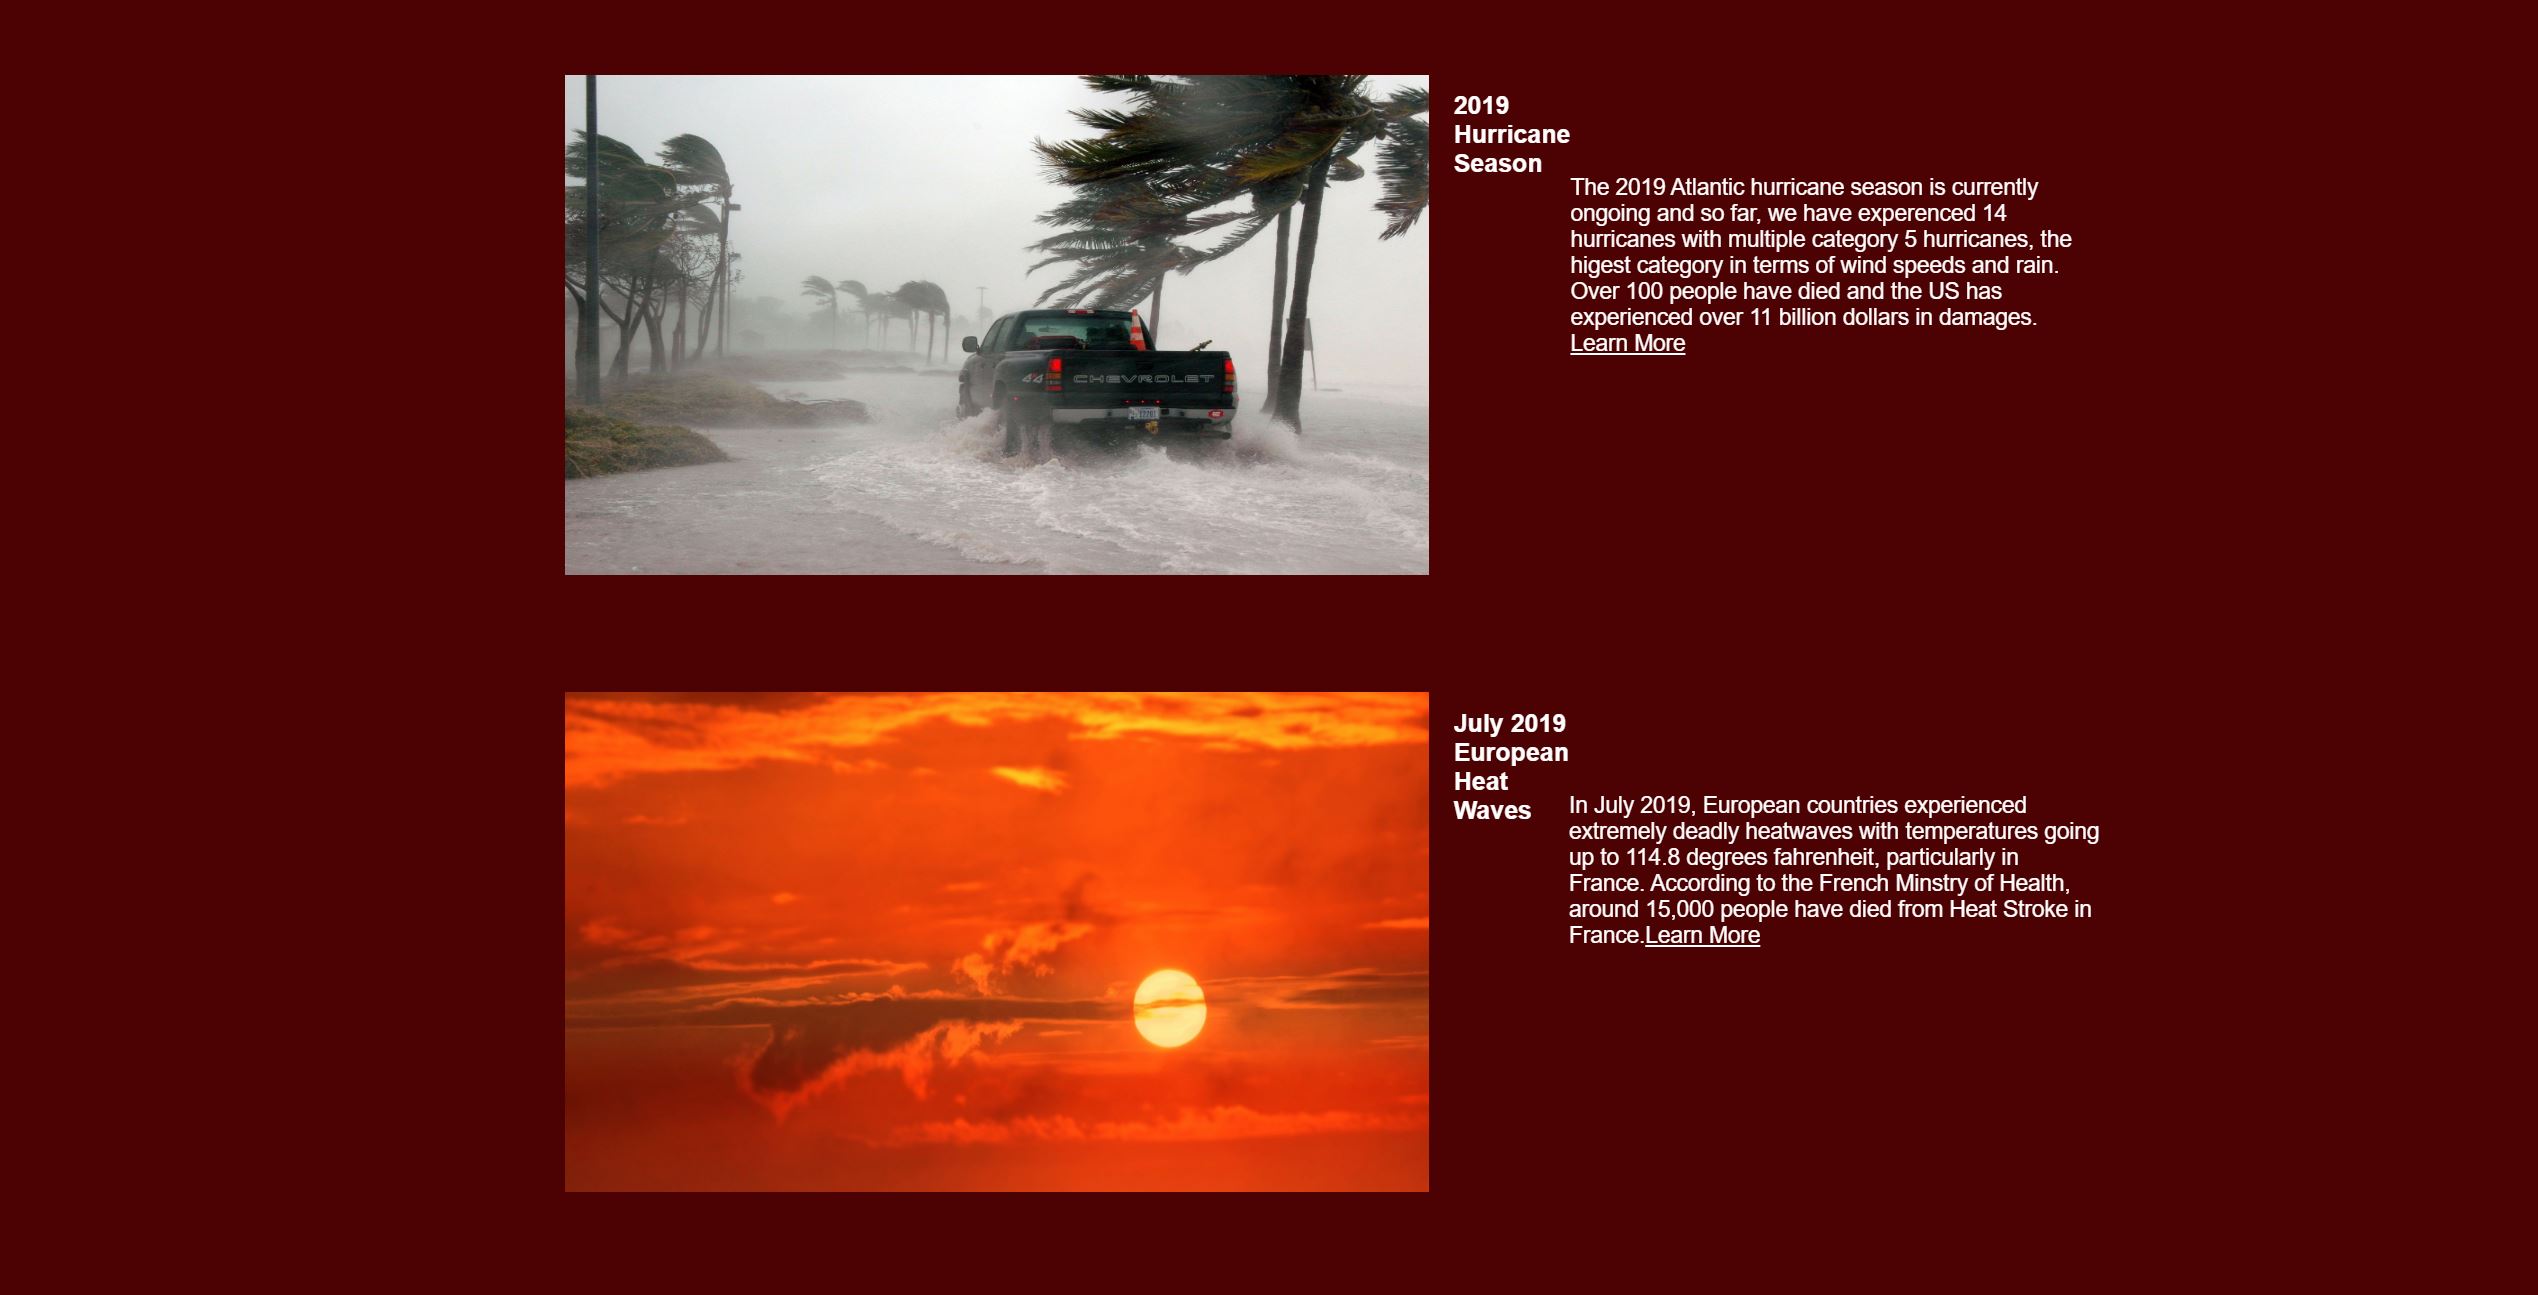 2019
Hurricane
Season
The 2019 Atlantic hurricane season is currently
ongoing and so far, we have experenced 14
hurricanes with multiple category 5 hurricanes, the
higest category in terms of wind speeds and rain.
Over 100 people have died and the US has
experienced over 11 billion dollars in damages.
Learn More
44 CHEVROLET
July 2019
European
Heat
Waves
In July 2019, European countries experienced
extremely deadly heatwaves with temperatures going
up to 114.8 degrees fahrenheit, particularly in
France. According to the French Minstry of Health,
around 15,000 people have died from Heat Stroke in
France.Learn More